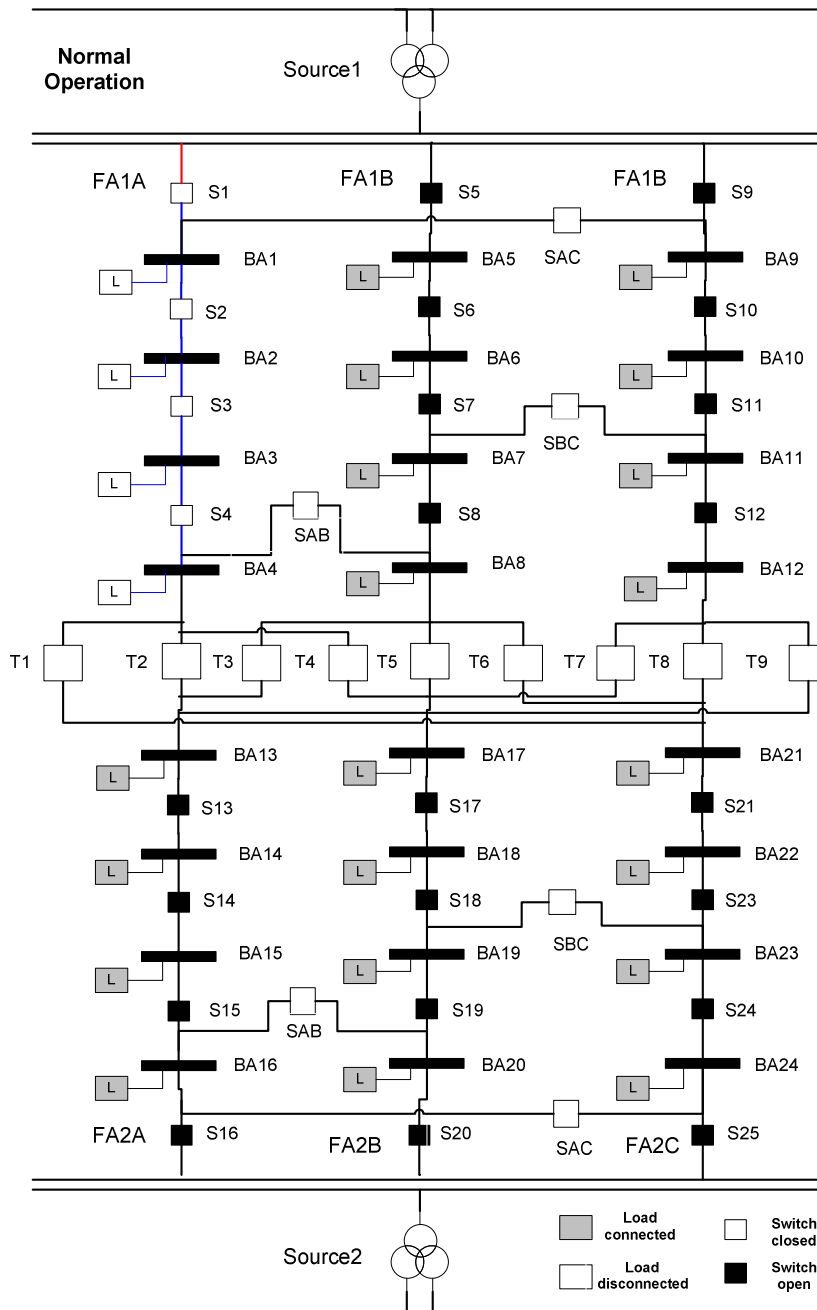 Normal
Operation
Source1
FA1A
S1
FA1B
S5
FA1B
S9
SAC
BA1
BA5
BA9
L
L
L
S2
S6
S10
BA2
BA6
BA10
L
L
L
S3
S7
S11
SBC
BA3
BA7
BA11
L
L
L
S4
SAB
S8
S12
BA4
BA8
BA12
L
L
L
T1
T2
T3
T4
T5
T6
T7
T8
T9
BA13
BA17
BA21
L
L
L
S13
S17
S21
BA14
BA18
BA22
L
L
L
S14
S18
S23
SBC
BA15
BA19
BA23
L
L
L
S15
SAB
S19
S24
BA16
BA20
BA24
L
L
L
FA2A
S16
FA2B
S20
SAC
FA2C
S25
Source2
Load
connected
Switch
closed
Load
disconnected
Switch
open